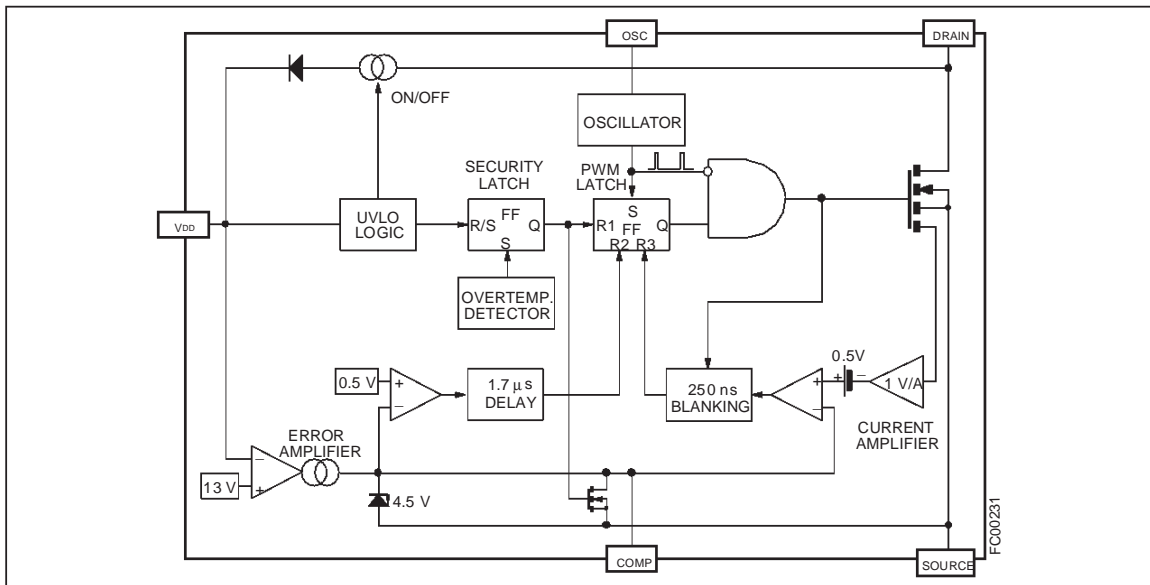 OSC
DRAIN
ON/OFF
OSCILLATOR
SECURITY
LATCH
PWM
LATCH
VDD
UVLO
LOGIC
R/S
FF
Q
S
R1
S
FF
R2 R3
Q
OVERTEMP.
DETECTOR
0.5 V
+
−
1.7 μs
DELAY
250 ns
BLANKING
+
−
0.5V
+
−
1 V/A
CURRENT
AMPLIFIER
ERROR
AMPLIFIER
−
13 V
+
4.5 V
COMP
SOURCE
FC00231